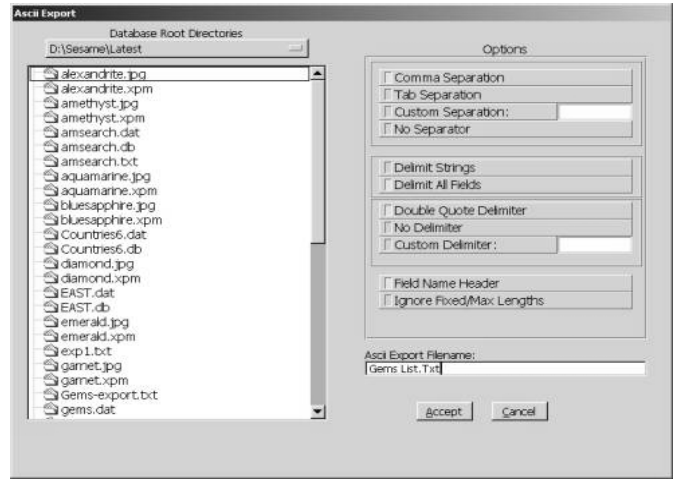 Ascii Export
Database Root Directories
D:\Sesame\Latest
alexandrite.jpg
alexandrite.xpm
amethyst.jpg
amethyst.xpm
amsearch.dat
amsearch.db
amsearch.txt
aquamarine.jpg
aquamarine.xpm
bluesapphire.jpg
bluesapphire.xpm
Countries6.dat
Countries6.db
diamond.jpg
diamond.xpm
EAST.dat
EAST.db
emerald.jpg
emerald.xpm
exp1.txt
garnet.jpg
garnet.xpm
Gems-export.txt
gems.dat
Options
Comma Separation
Tab Separation
Custom Separation:
No Separator
Delimit Strings
Delimit All Fields
Double Quote Delimiter
No Delimiter
Custom Delimiter:
Field Name Header
Ignore Fixed/Max Lengths
Ascii Export Filename:
Gems List.Txt
Accept Cancel